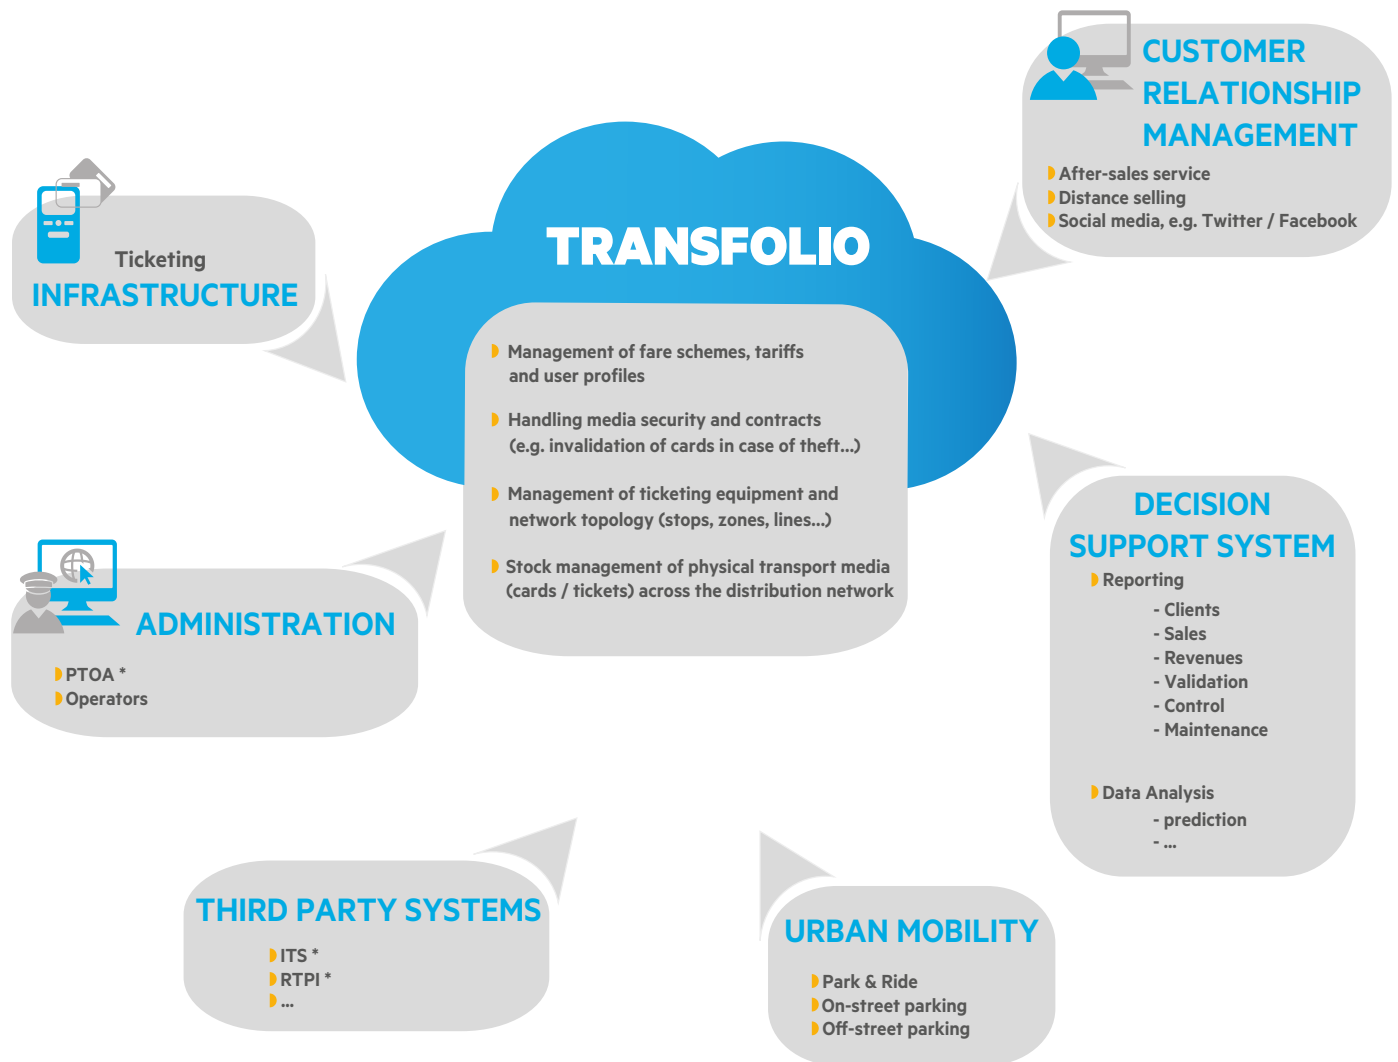 CUSTOMER
RELATIONSHIP
MANAGEMENT
After-sales service
Distance selling
Social media, e.g. Twitter / Facebook
Ticketing
INFRASTRUCTURE
TRANSFOLIO
Management of fare schemes, tariffs
and user profiles
Handling media security and contracts
(e.g. invalidation of cards in case of theft...)
Management of ticketing equipment and
network topology (stops, zones, lines...)
Stock management of physical transport media
(cards / tickets) across the distribution network
DECISION
SUPPORT SYSTEM
Reporting
- Clients
- Sales
- Revenues
- Validation
- Control
- Maintenance
Data Analysis
- prediction
- ...
ADMINISTRATION
PTOA *
Operators
THIRD PARTY SYSTEMS
ITS *
RTPI *
...
URBAN MOBILITY
Park & Ride
On-street parking
Off-street parking